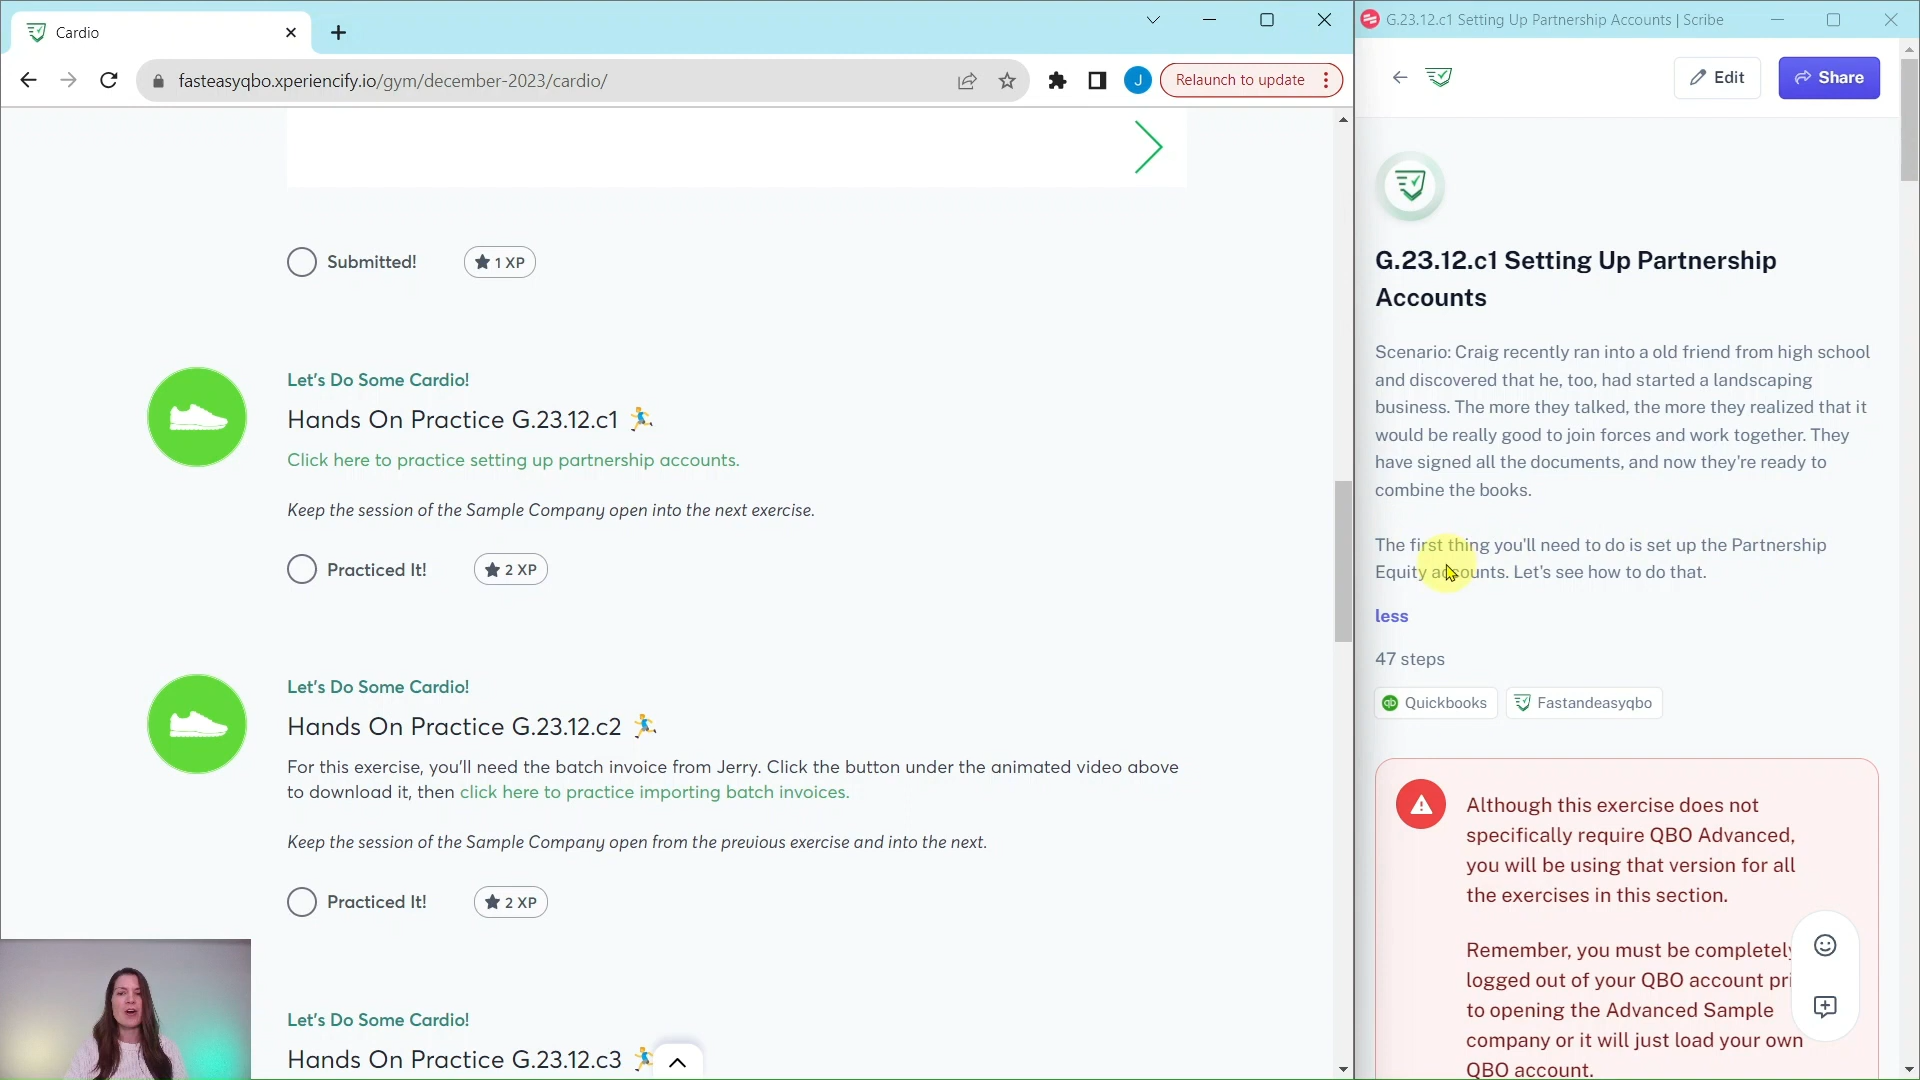 Cardio
G.23.12.c1 Setting Up Partnership Accounts | Scribe
fasteasyqbo.xperiencify.io/gym/december-2023/cardio/
J
Relaunch to update
Submitted!
1 XP
Let's Do Some Cardio!
Hands On Practice G.23.12.c1
Click here to practice setting up partnership accounts.
Keep the session of the Sample Company open into the next exercise.
Practiced It!
2 XP
Let's Do Some Cardio!
Hands On Practice G.23.12.c2
For this exercise, you'll need the batch invoice from Jerry. Click the button under the animated video above
to download it, then click here to practice importing batch invoices.
Keep the session of the Sample Company open from the previous exercise and into the next.
Practiced It!
2 XP
Let's Do Some Cardio!
Hands On Practice G.23.12.c3
Edit
Share
G.23.12.c1 Setting Up Partnership
Accounts
Scenario: Craig recently ran into a old friend from high school
and discovered that he, too, had started a landscaping
business. The more they talked, the more they realized that it
would be really good to join forces and work together. They
have signed all the documents, and now they're ready to
combine the books.
The first thing you'll need to do is set up the Partnership
Equity accounts. Let's see how to do that.
less
47 steps
qb
Quickbooks
Fastandeasyqbo
Although this exercise does not
specifically require QBO Advanced,
you will be using that version for all
the exercises in this section.
Remember, you must be completely
logged out of your QBO account pri
to opening the Advanced Sample
company or it will just load your own
QBO account.